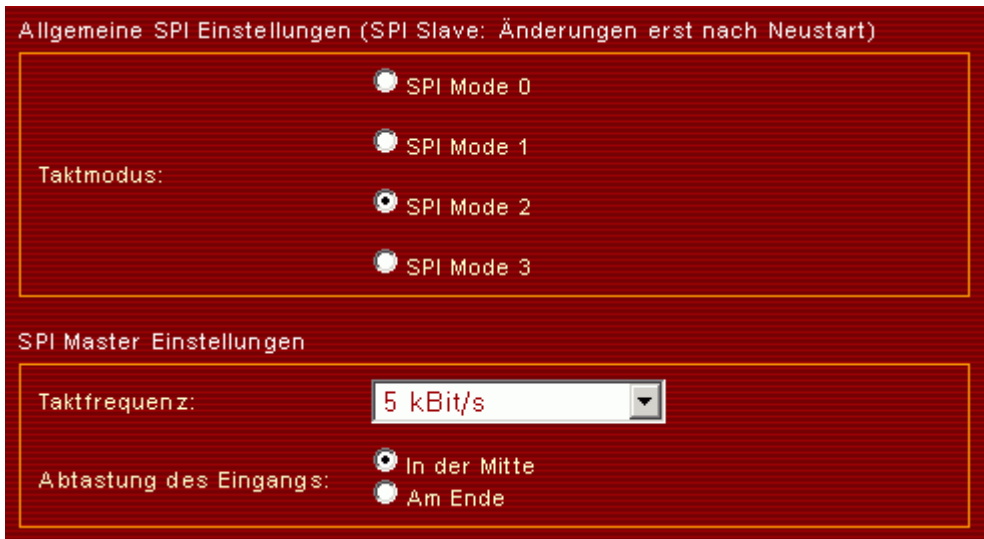 Allgemeine SPI Einstellungen (SPI Slave: Änderungen erst nach Neustart)
SPI Mode 0
SPI Mode 1
Taktmodus:
SPI Mode 2
SPI Mode 3
SPI Master Einstellungen
Taktfrequenz: 5 kBit/s
Abtastung des Eingangs: In der Mitte
Am Ende